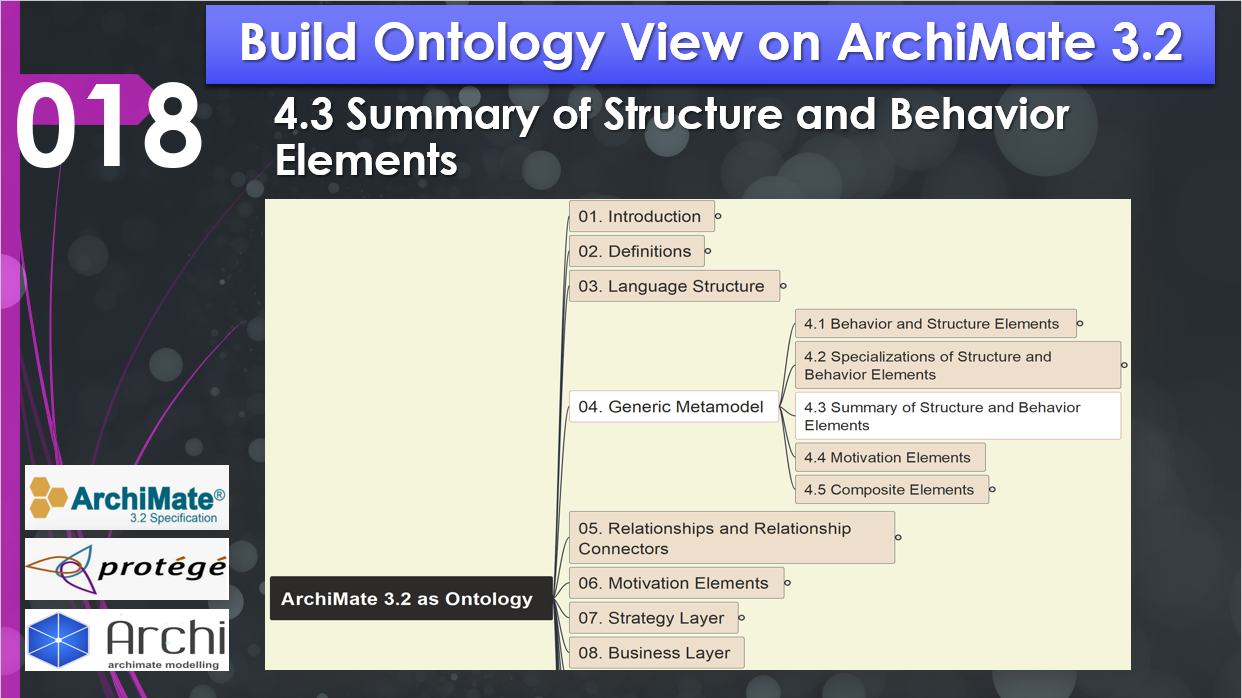 Build Ontology View on ArchiMate 3.2
018
4.3 Summary of Structure and Behavior
Elements
01. Introduction
02. Definitions
03. Language Structure
04. Generic Metamodel
4.1 Behavior and Structure Elements
4.2 Specializations of Structure and
Behavior Elements
4.3 Summary of Structure and Behavior
Elements
4.4 Motivation Elements
4.5 Composite Elements
05. Relationships and Relationship
Connectors
06. Motivation Elements
07. Strategy Layer
08. Business Layer
ArchiMate 3.2 as Ontology
ArchiMate®
3.2 Specification
protégé
Archi
archimate modelling